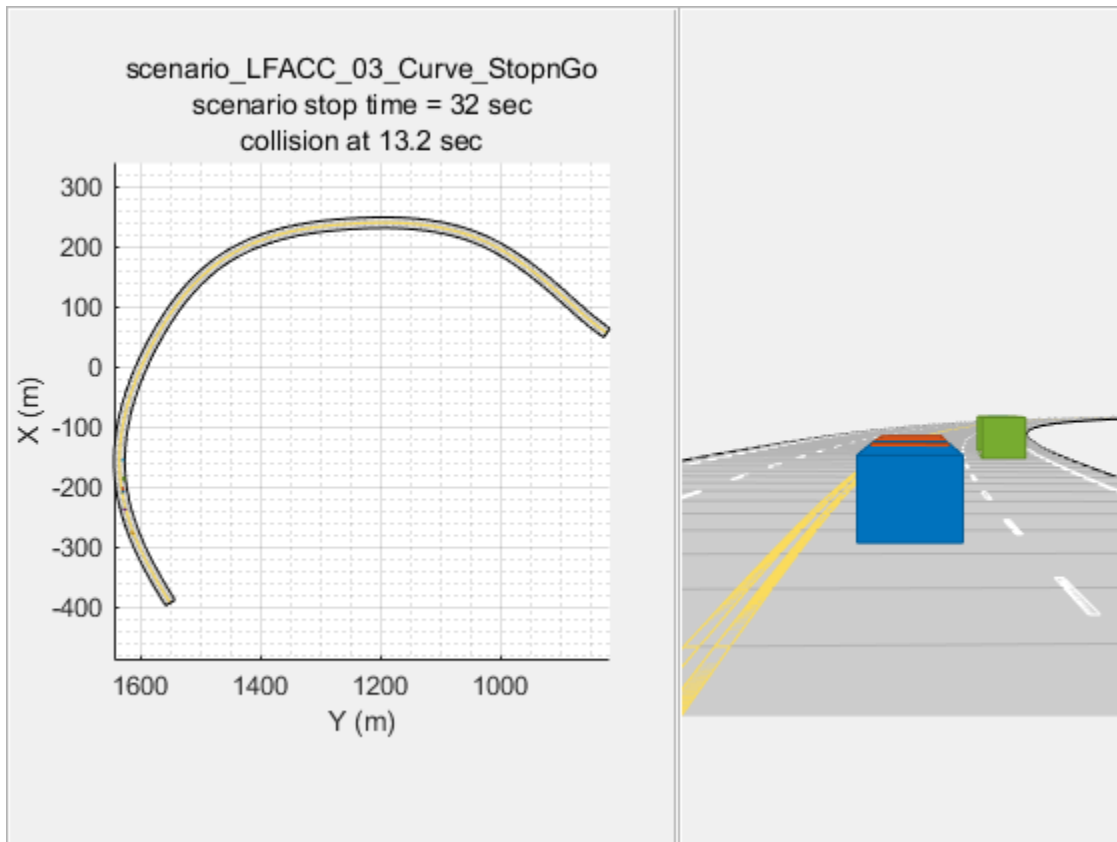 scenario_LFACC_03_Curve_StopnGo
scenario stop time = 32 sec
collision at 13.2 sec
300
200
100
0
-100
-200
-300
-400
X (m)
1600 1400 1200 1000
Y (m)